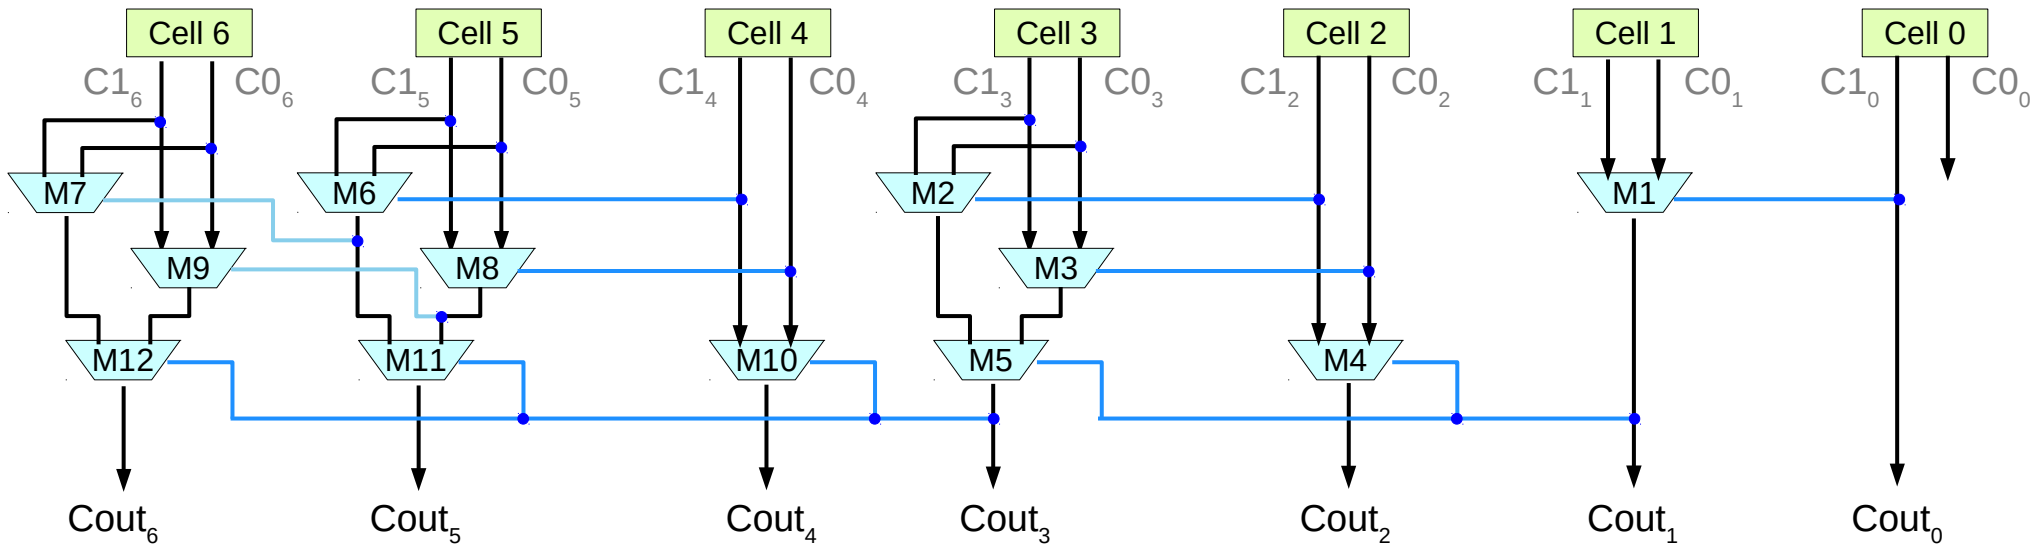 Cell 6 Cell 5 Cell 4 Cell 3 Cell 2 Cell 1 Cell 0
C1₆ C0₆ C1₅ C0₅ C1₄ C0₄ C1₃ C0₃ C1₂ C0₂ C1₁ C0₁ C1₀ C0₀
M7 M6 M2 M1
M9 M8 M3
M12 M11 M10 M5 M4
Cout₆ Cout₅ Cout₄ Cout₃ Cout₂ Cout₁ Cout₀